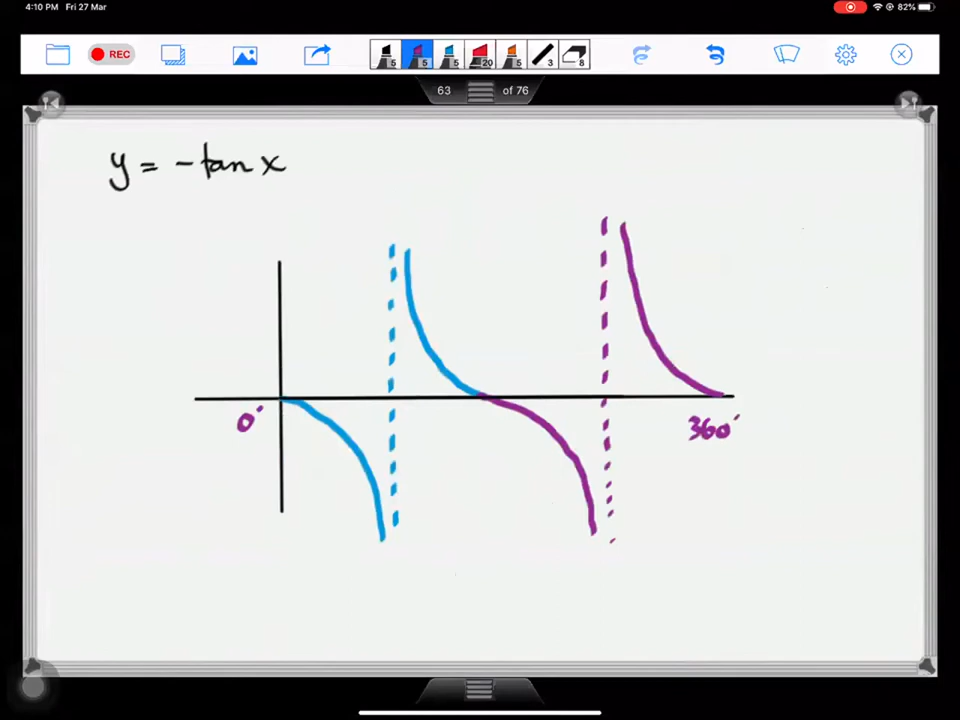 4:10 PM Fri 27 Mar 82%
REC 5 5 5 20 5 3 8
63 of 76
y = -tan x
0° 360°